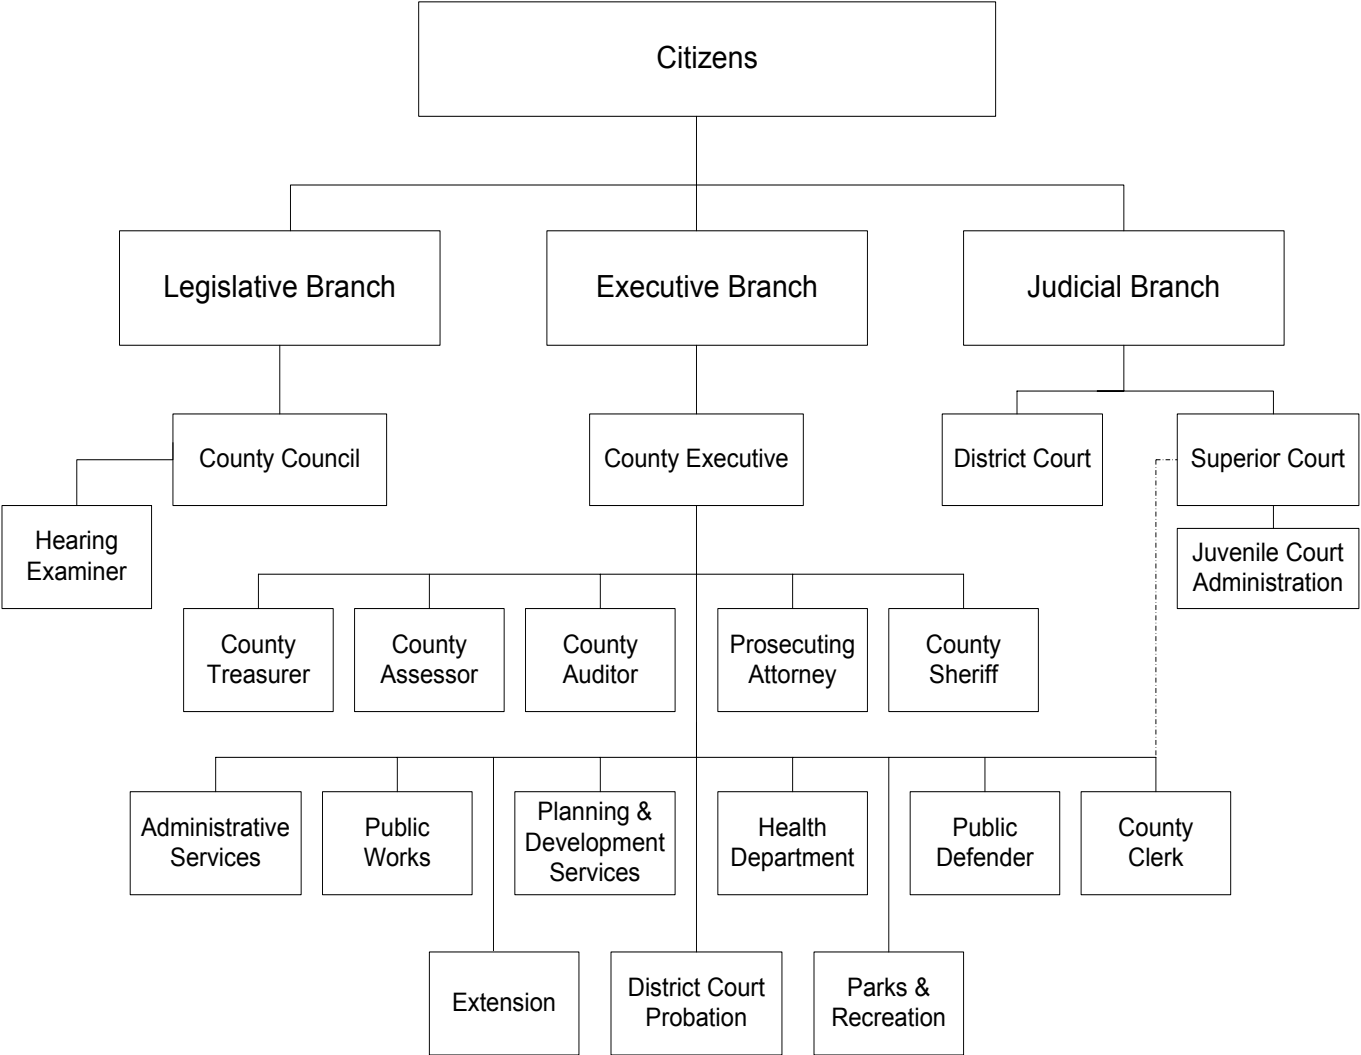 Citizens
Legislative Branch
Executive Branch
Judicial Branch
County Council
County Executive
District Court
Superior Court
Hearing
Examiner
Juvenile Court
Administration
County
Treasurer
County
Assessor
County
Auditor
Prosecuting
Attorney
County
Sheriff
Administrative
Services
Public
Works
Planning &
Development
Services
Health
Department
Public
Defender
County
Clerk
Extension
District Court
Probation
Parks &
Recreation